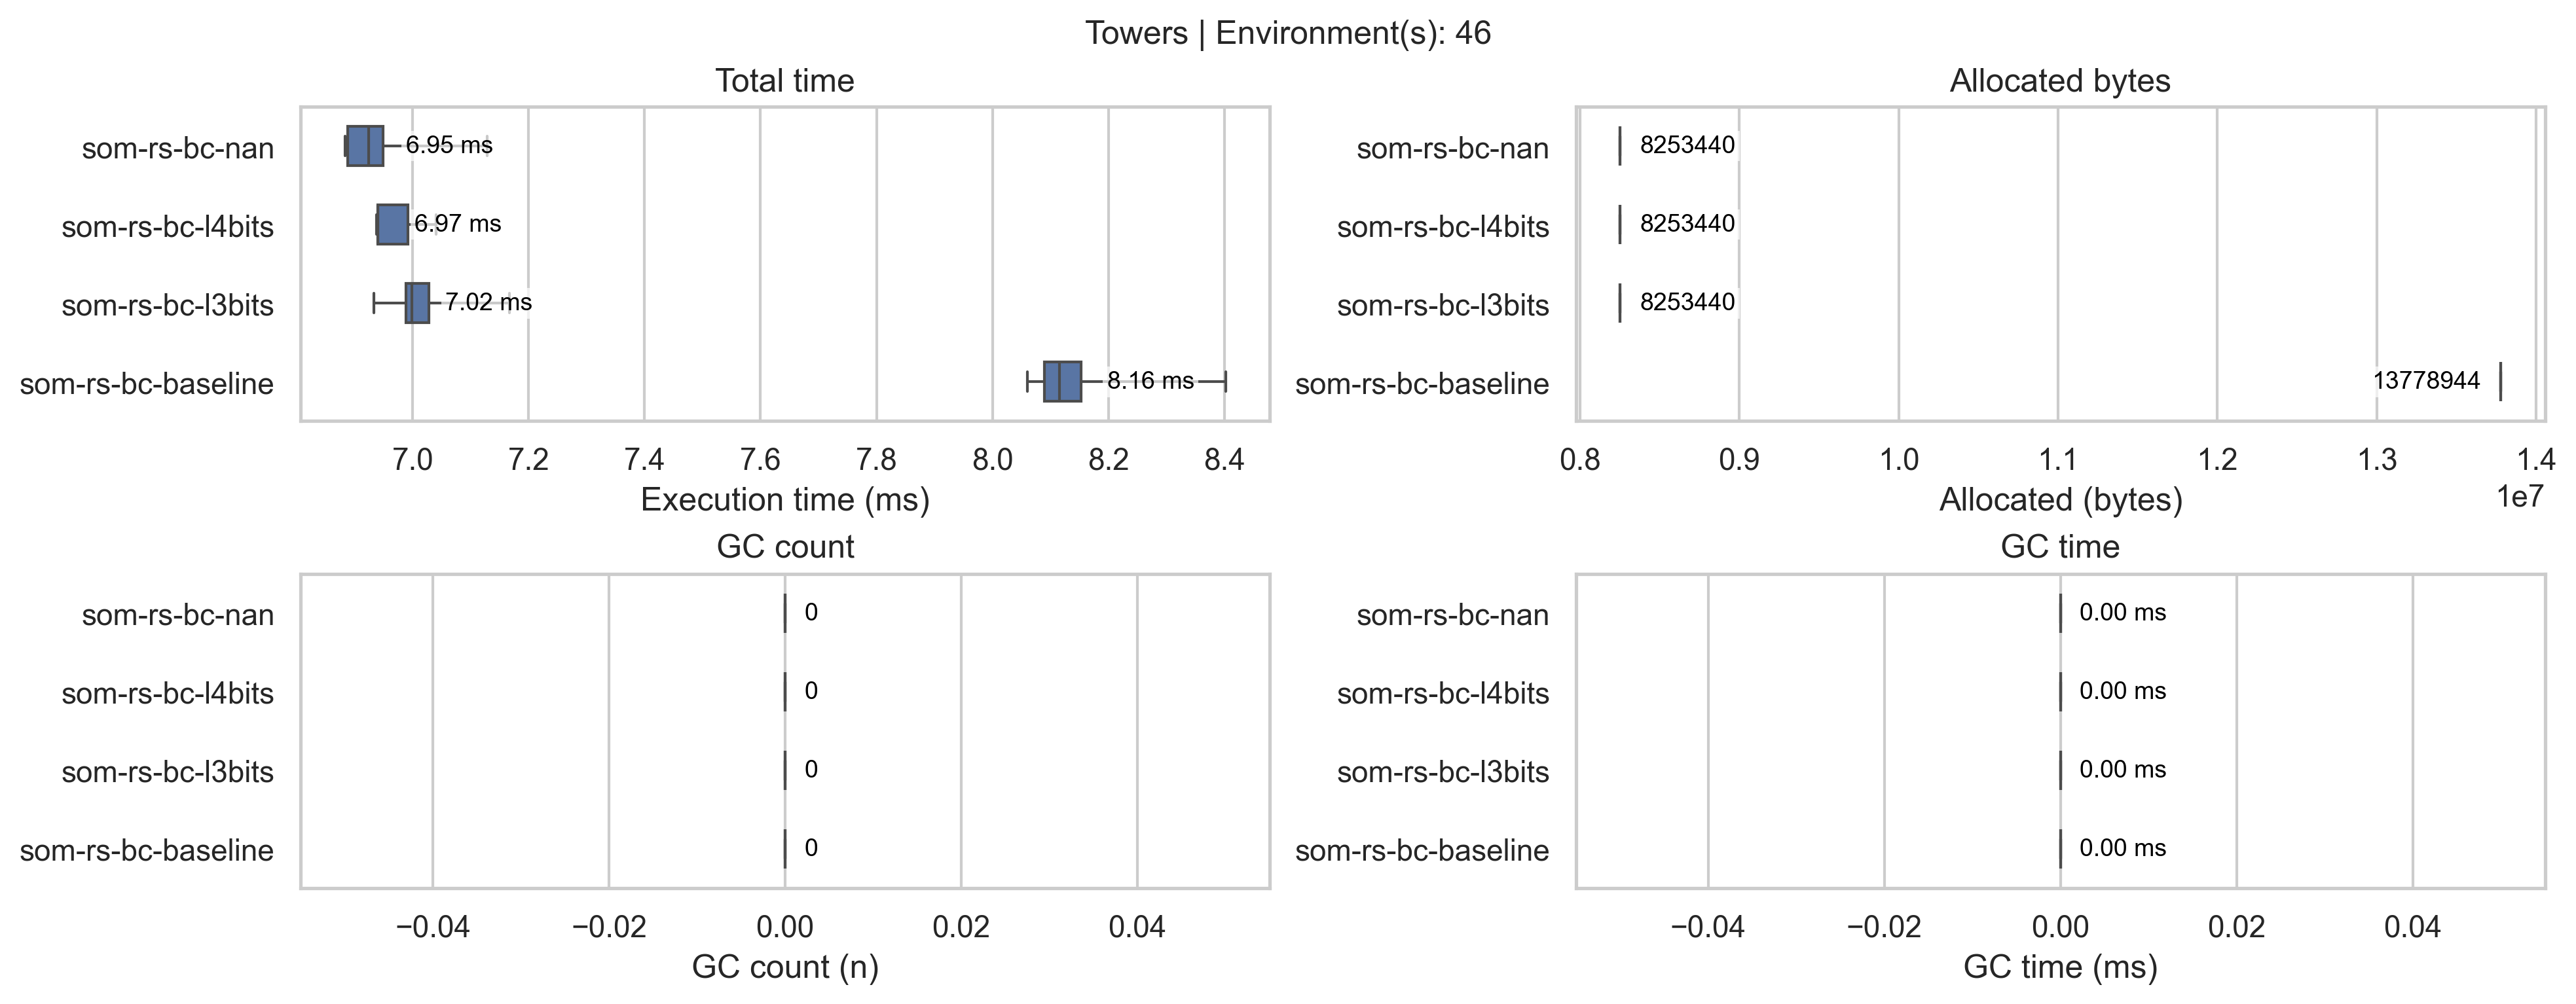 Towers | Environment(s): 46
Total time
som-rs-bc-nan
6.95 ms
som-rs-bc-l4bits
6.97 ms
som-rs-bc-l3bits
7.02 ms
som-rs-bc-baseline
8.16 ms
7.0 7.2 7.4 7.6 7.8 8.0 8.2 8.4
Execution time (ms)
Allocated bytes
som-rs-bc-nan
8253440
som-rs-bc-l4bits
8253440
som-rs-bc-l3bits
8253440
som-rs-bc-baseline
13778944
0.8 0.9 1.0 1.1 1.2 1.3 1.4
1e7
Allocated (bytes)
GC count
som-rs-bc-nan
0
som-rs-bc-l4bits
0
som-rs-bc-l3bits
0
som-rs-bc-baseline
0
−0.04 −0.02 0.00 0.02 0.04
GC count (n)
GC time
som-rs-bc-nan
0.00 ms
som-rs-bc-l4bits
0.00 ms
som-rs-bc-l3bits
0.00 ms
som-rs-bc-baseline
0.00 ms
−0.04 −0.02 0.00 0.02 0.04
GC time (ms)